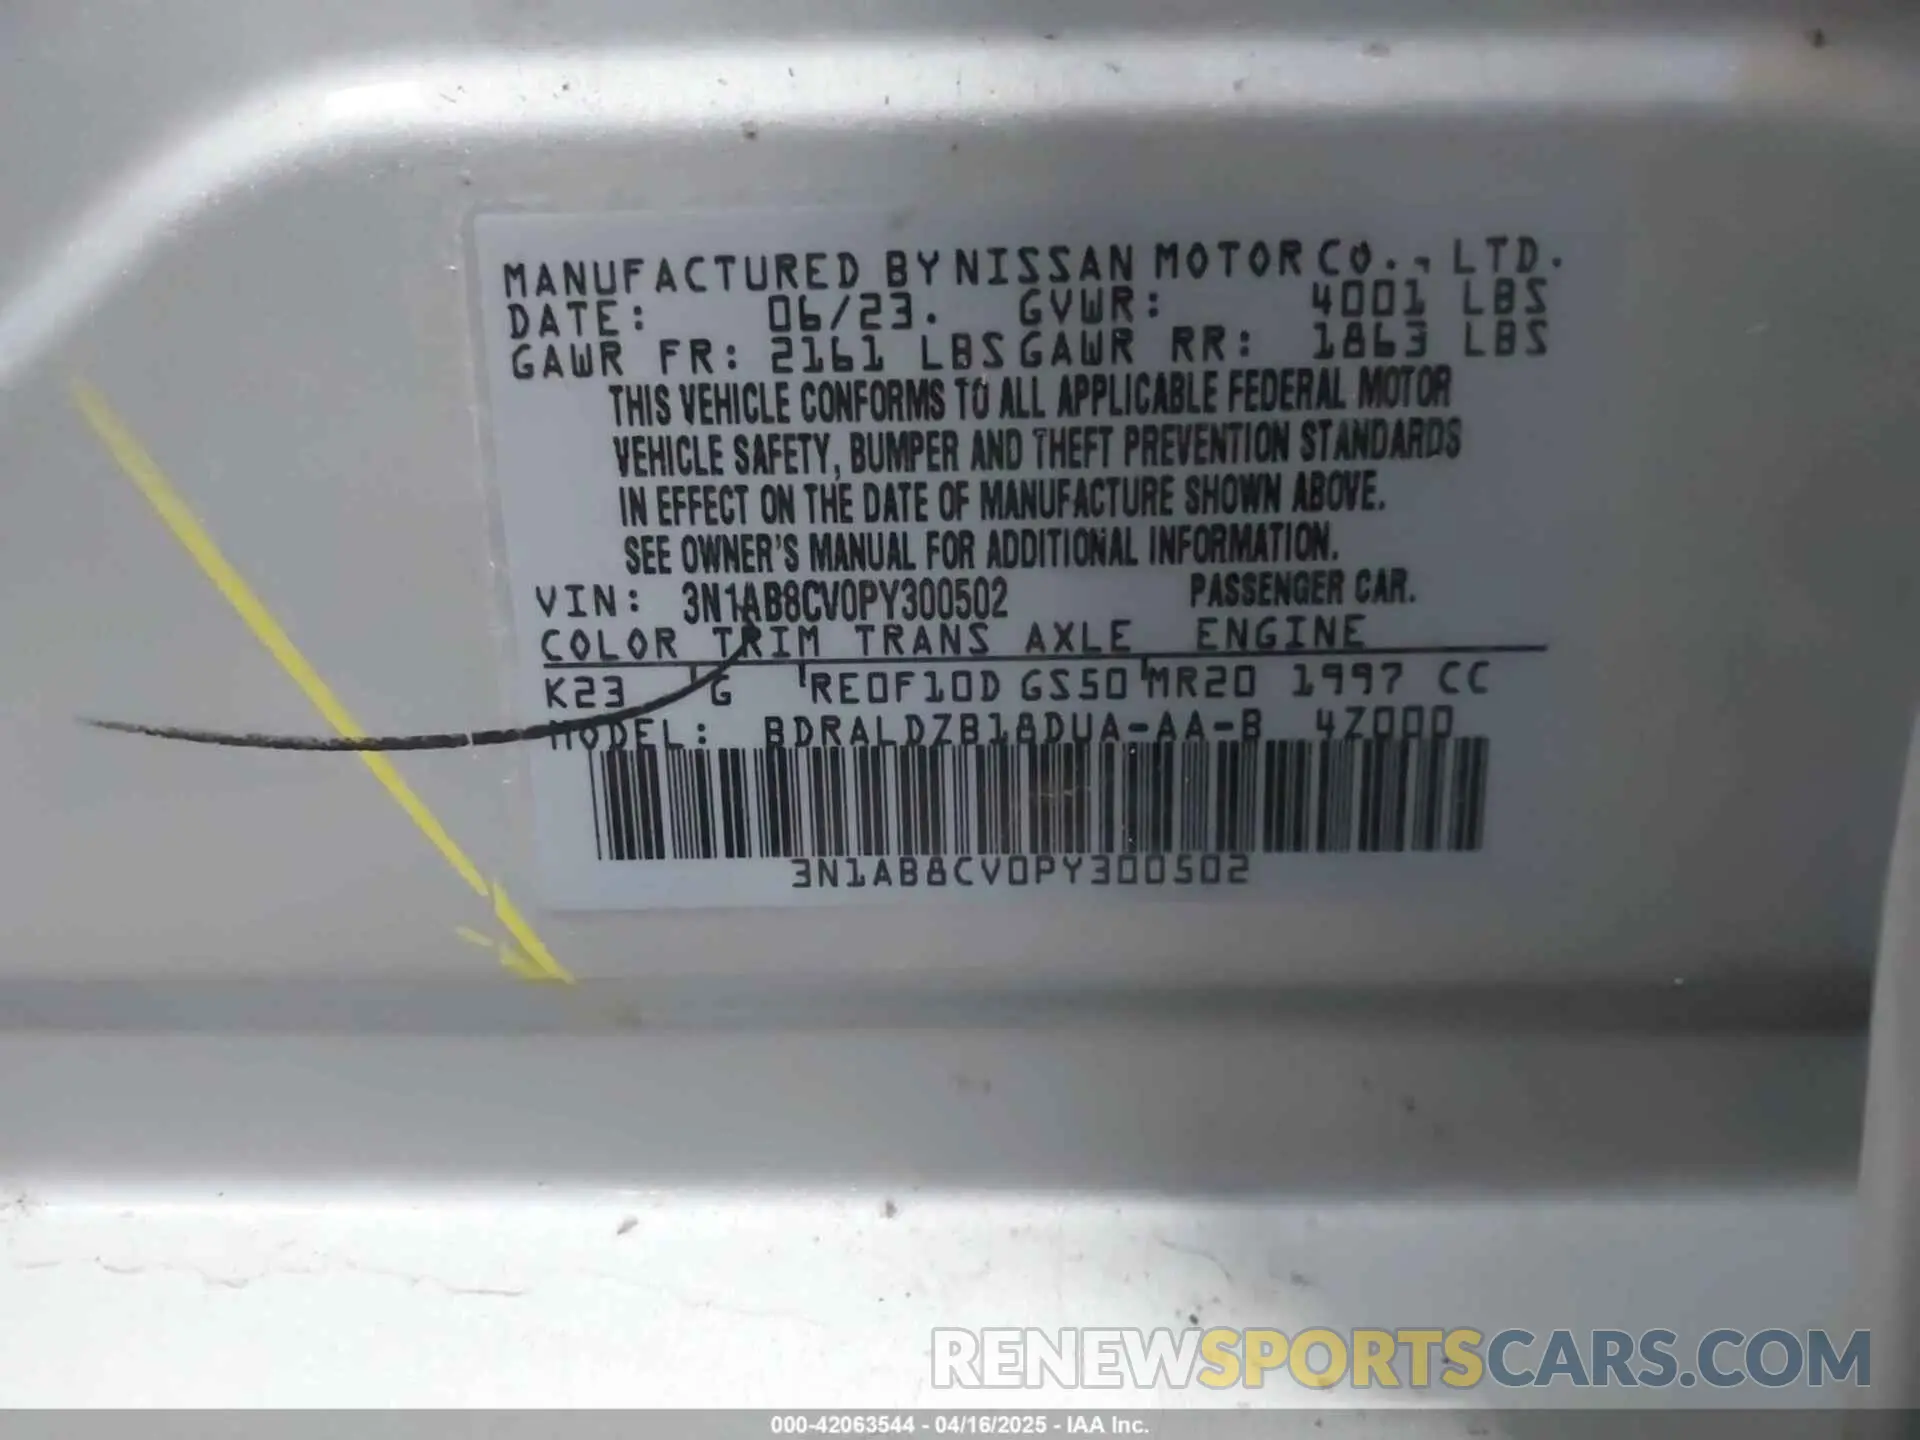 MANUFACTURED BY NISSAN MOTOR CO., LTD.
DATE: 06/23. GVWR: 4001 LBS
GAWR FR: 2161 LBS GAWR RR: 1863 LBS
THIS VEHICLE CONFORMS TO ALL APPLICABLE FEDERAL MOTOR
VEHICLE SAFETY, BUMPER AND THEFT PREVENTION STANDARDS
IN EFFECT ON THE DATE OF MANUFACTURE SHOWN ABOVE.
SEE OWNER'S MANUAL FOR ADDITIONAL INFORMATION.
VIN: 3N1AB8CV0PY300502 PASSENGER CAR.
COLOR TRIM TRANS AXLE ENGINE
K23 G RE0F10D GS50 MR20 1997 CC
MODEL: BDRALDZB18DUA-AA-B 4Z000
3N1AB8CV0PY300502
RENEWSPORTSCARS.COM
000-42063544 - 04/16/2025 - IAA Inc.